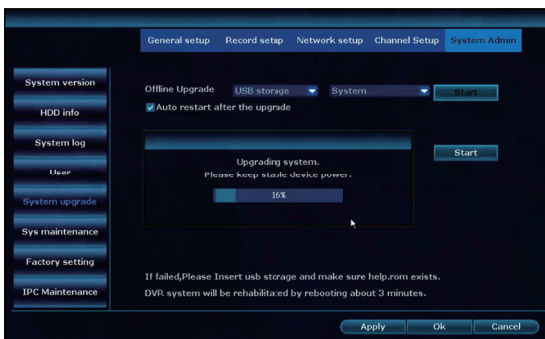 General setup Record setup Network setup Channel Setup System Admin
System version
HDD info
System log
User
System upgrade
Sys maintenance
Factory setting
IPC Maintenance
Offline Upgrade USB storage System Start
Auto restart after the upgrade
Start
Upgrading system.
Please keep stable device power.
16%
If failed,Please Insert usb storage and make sure help.rom exists.
DVR system will be rehabilitated by rebooting about 3 minutes.
Apply Ok Cancel